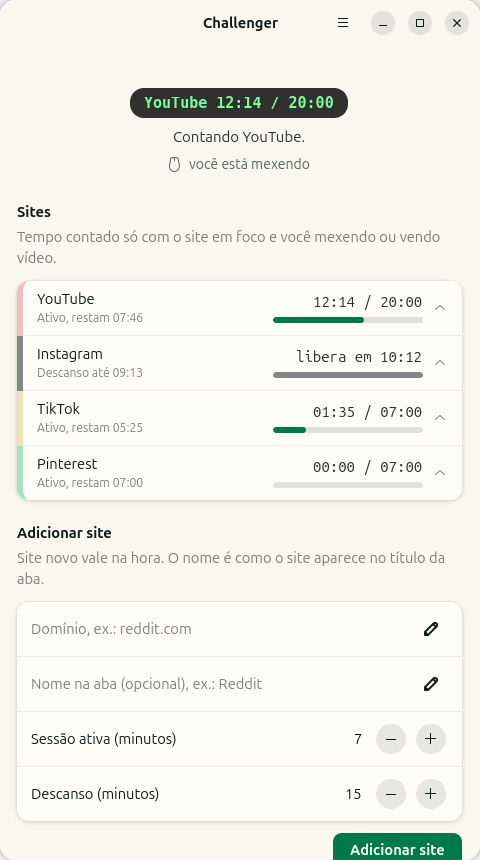 Challenger
YouTube 12:14 / 20:00
Contando YouTube.
você está mexendo
Sites
Tempo contado só com o site em foco e você mexendo ou vendo
vídeo.
YouTube
12:14 / 20:00
Ativo, restam 07:46
Instagram
libera em 10:12
Descanso até 09:13
TikTok
01:35 / 07:00
Ativo, restam 05:25
Pinterest
00:00 / 07:00
Ativo, restam 07:00
Adicionar site
Site novo vale na hora. O nome é como o site aparece no título da
aba.
Domínio, ex.: reddit.com
Nome na aba (opcional), ex.: Reddit
Sessão ativa (minutos) 7
Descanso (minutos) 15
Adicionar site